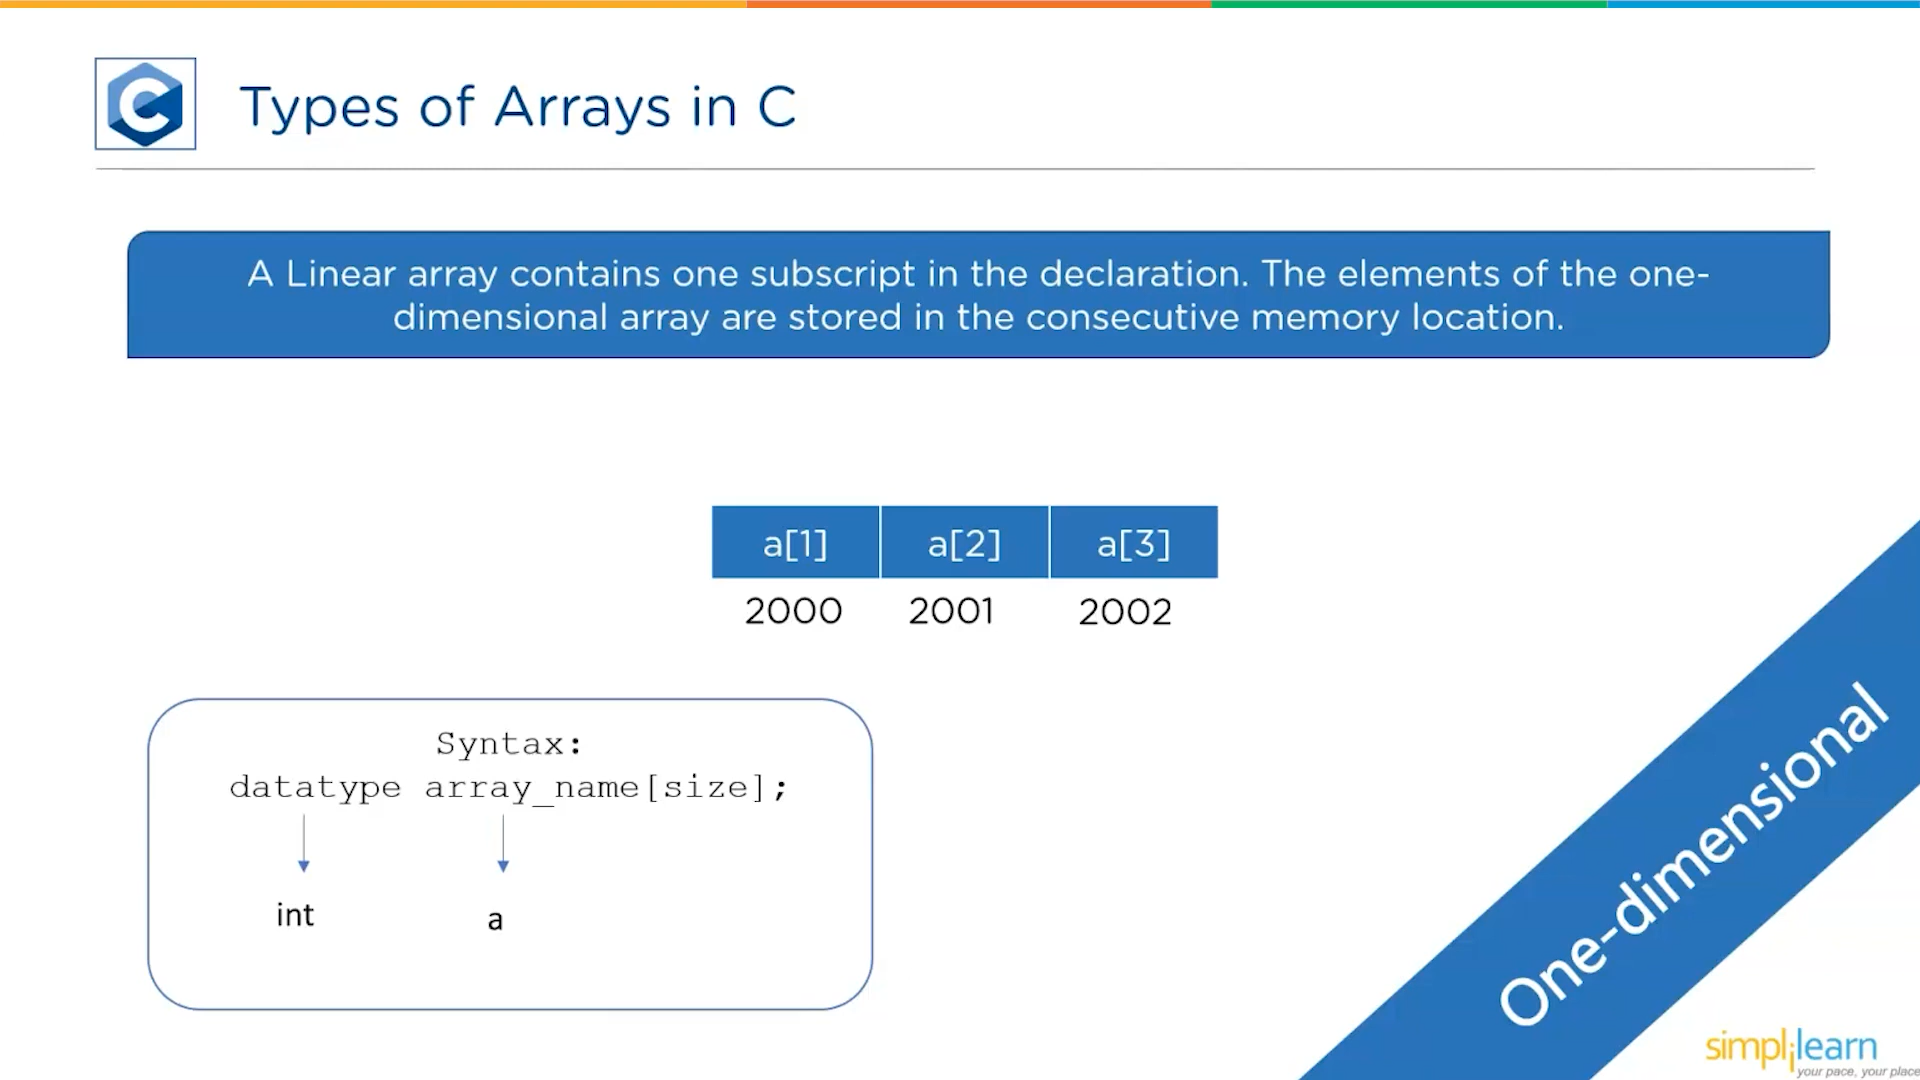 C
Types of Arrays in C
A Linear array contains one subscript in the declaration. The elements of the one-
dimensional array are stored in the consecutive memory location.
a[1] a[2] a[3]
2000 2001 2002
Syntax:
datatype array_name[size];
int a
One-dimensional
simplilearn
your pace, your place